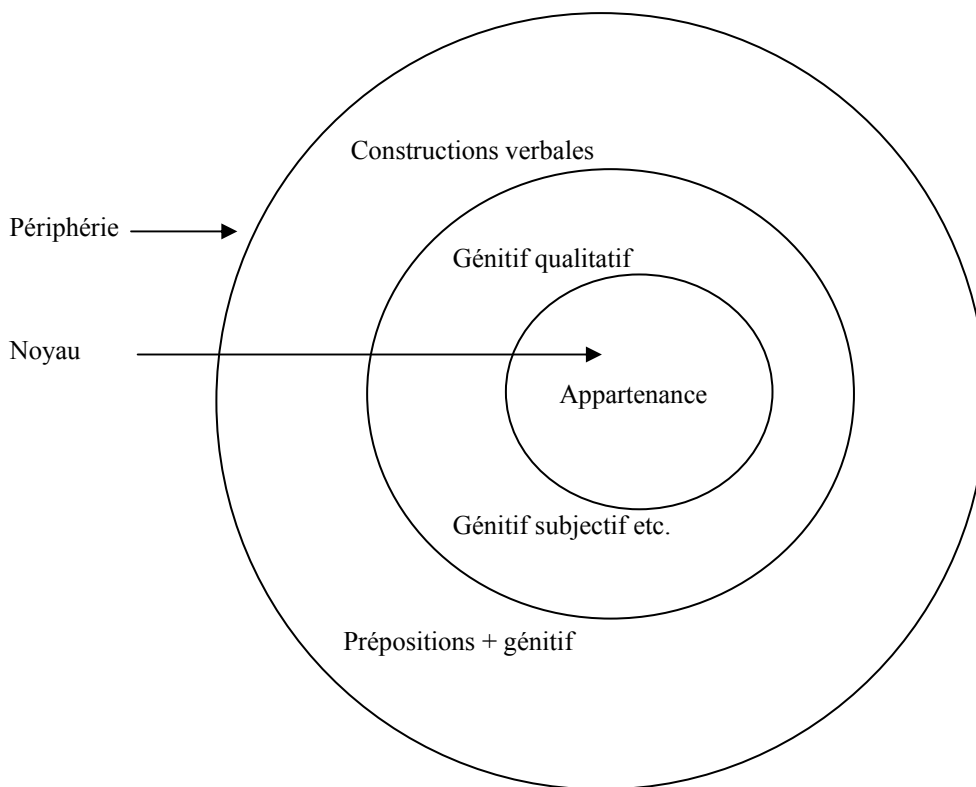 Constructions verbales
Périphérie
Génitif qualitatif
Noyau
Appartenance
Génitif subjectif etc.
Prépositions + génitif